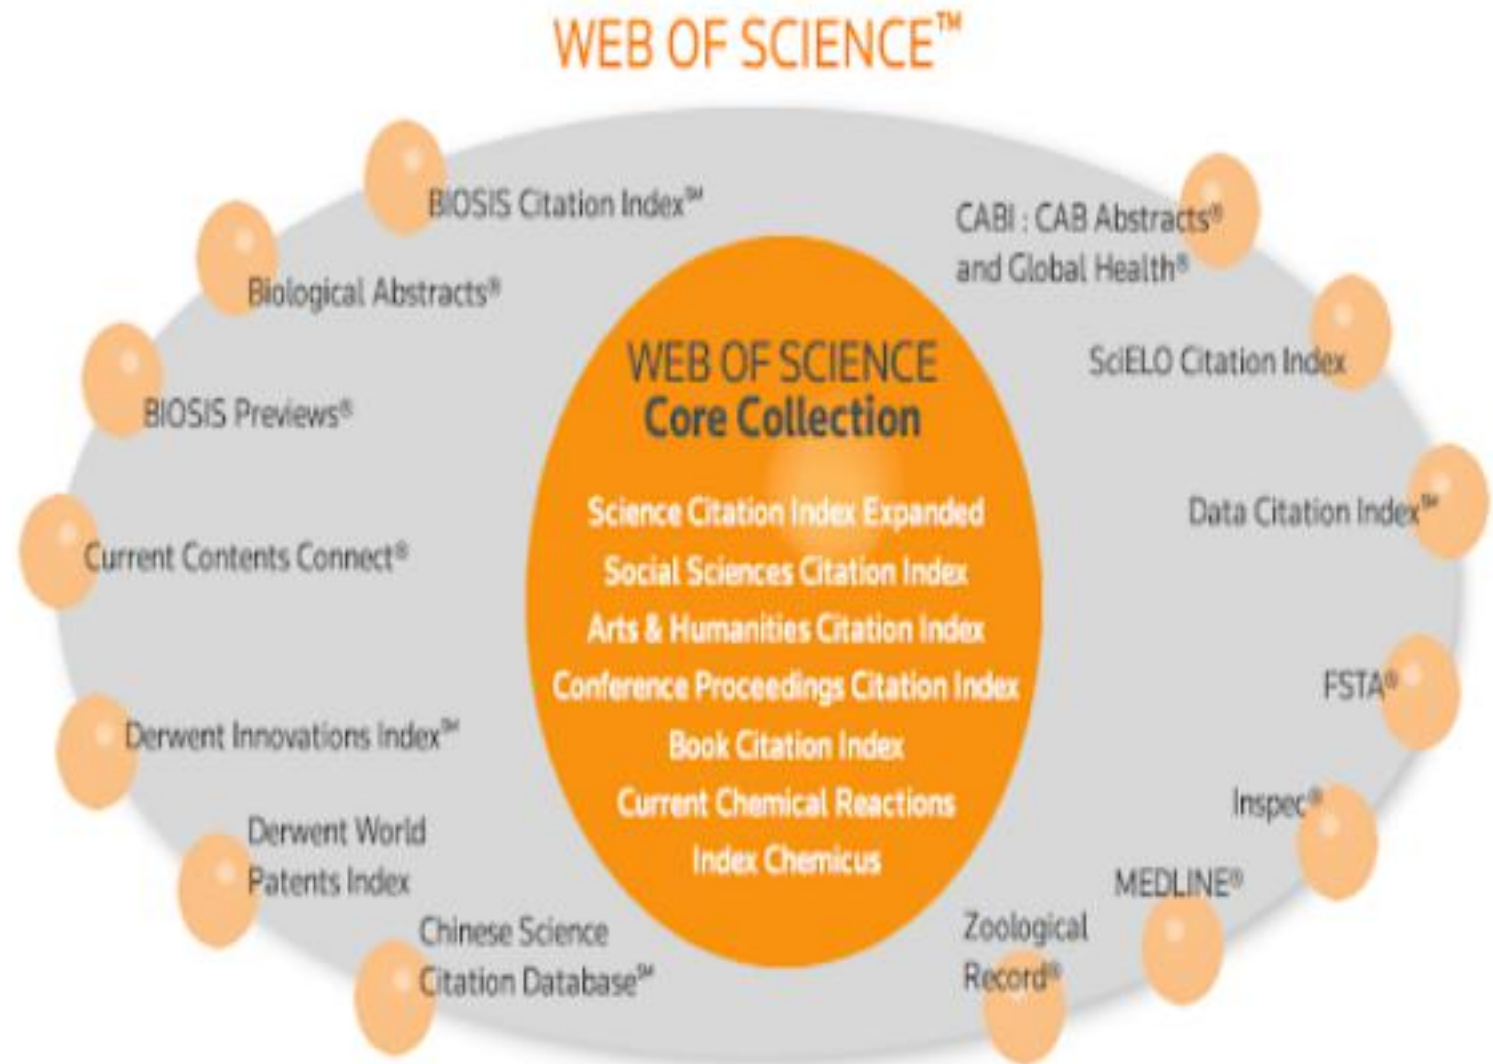 WEB OF SCIENCE™
BIOSIS Citation Index℠
Biological Abstracts®
BIOSIS Previews®
Current Contents Connect®
Derwent Innovations Index℠
Derwent World
Patents Index
Chinese Science
Citation Database℠
WEB OF SCIENCE
Core Collection
Science Citation Index Expanded
Social Sciences Citation Index
Arts & Humanities Citation Index
Conference Proceedings Citation Index
Book Citation Index
Current Chemical Reactions
Index Chemicus
CABI : CAB Abstracts®
and Global Health®
SciELO Citation Index
Data Citation Index℠
FSTA®
Inspec®
MEDLINE®
Zoological
Record®